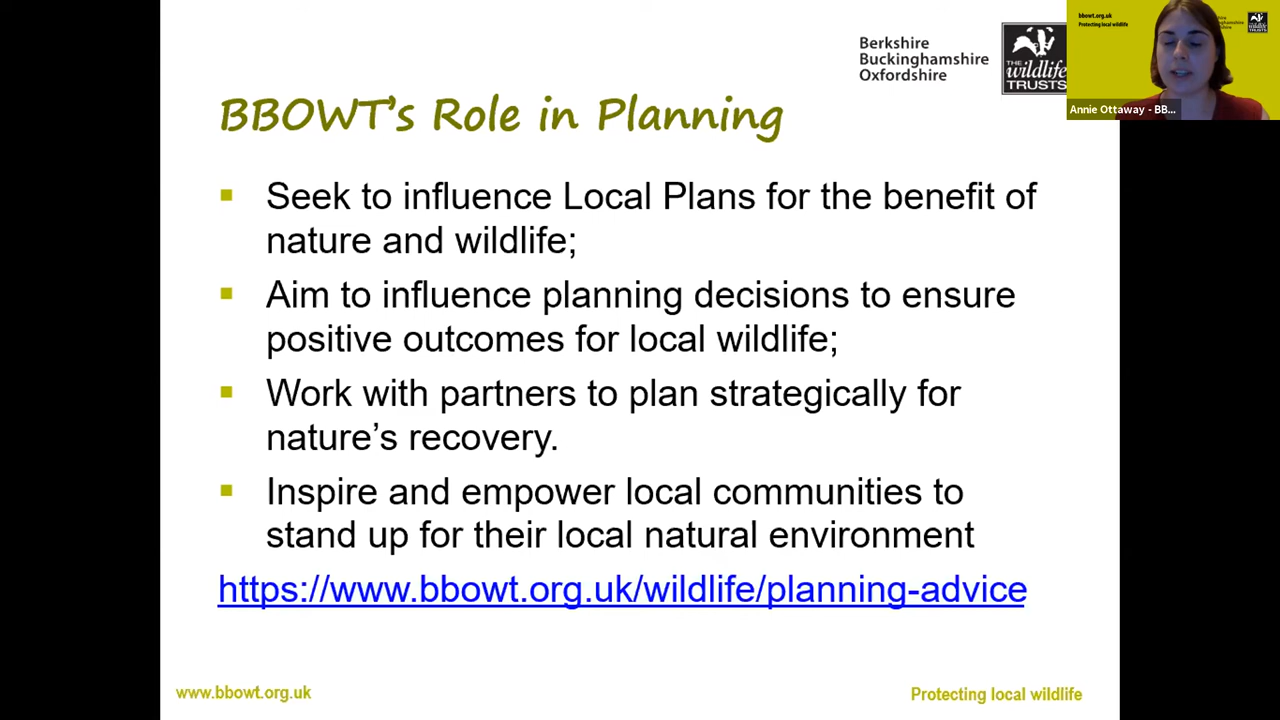 Berkshire
Buckinghamshire
Oxfordshire
THE
wildlife
TRUSTS
bbowt.org.uk
Protecting local wildlife
Annie Ottaway - BB...
BBOWT's Role in Planning
Seek to influence Local Plans for the benefit of
nature and wildlife;
Aim to influence planning decisions to ensure
positive outcomes for local wildlife;
Work with partners to plan strategically for
nature's recovery.
Inspire and empower local communities to
stand up for their local natural environment
https://www.bbowt.org.uk/wildlife/planning-advice
www.bbowt.org.uk
Protecting local wildlife